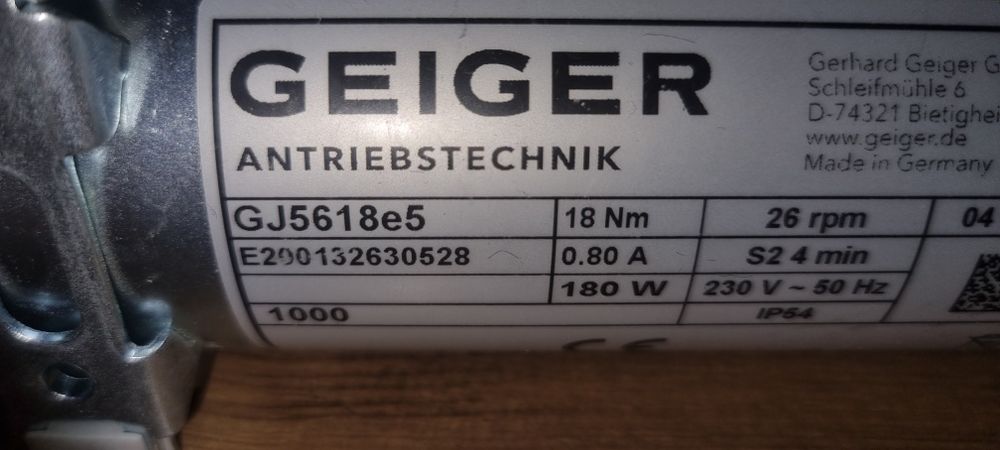 GEIGER
ANTRIEBSTECHNIK
Gerhard Geiger G
Schleifmühle 6
D-74321 Bietighei
www.geiger.de
Made in Germany
GJ5618e5 18 Nm 26 rpm 04
E200132630528 0.80 A S2 4 min
180 W 230 V ~ 50 Hz
1000 IP54
CE